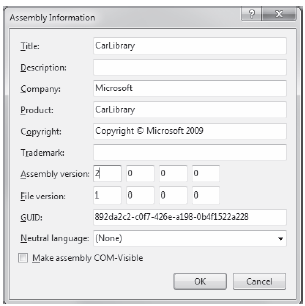 Assembly Information
Title: CarLibrary
Description:
Company: Microsoft
Product: CarLibrary
Copyright: Copyright © Microsoft 2009
Trademark:
Assembly version: 2 0 0 0
File version: 1 0 0 0
GUID: 892da2c2-c0f7-426e-a198-0b4f1522a228
Neutral language: (None)
Make assembly COM-Visible
OK Cancel